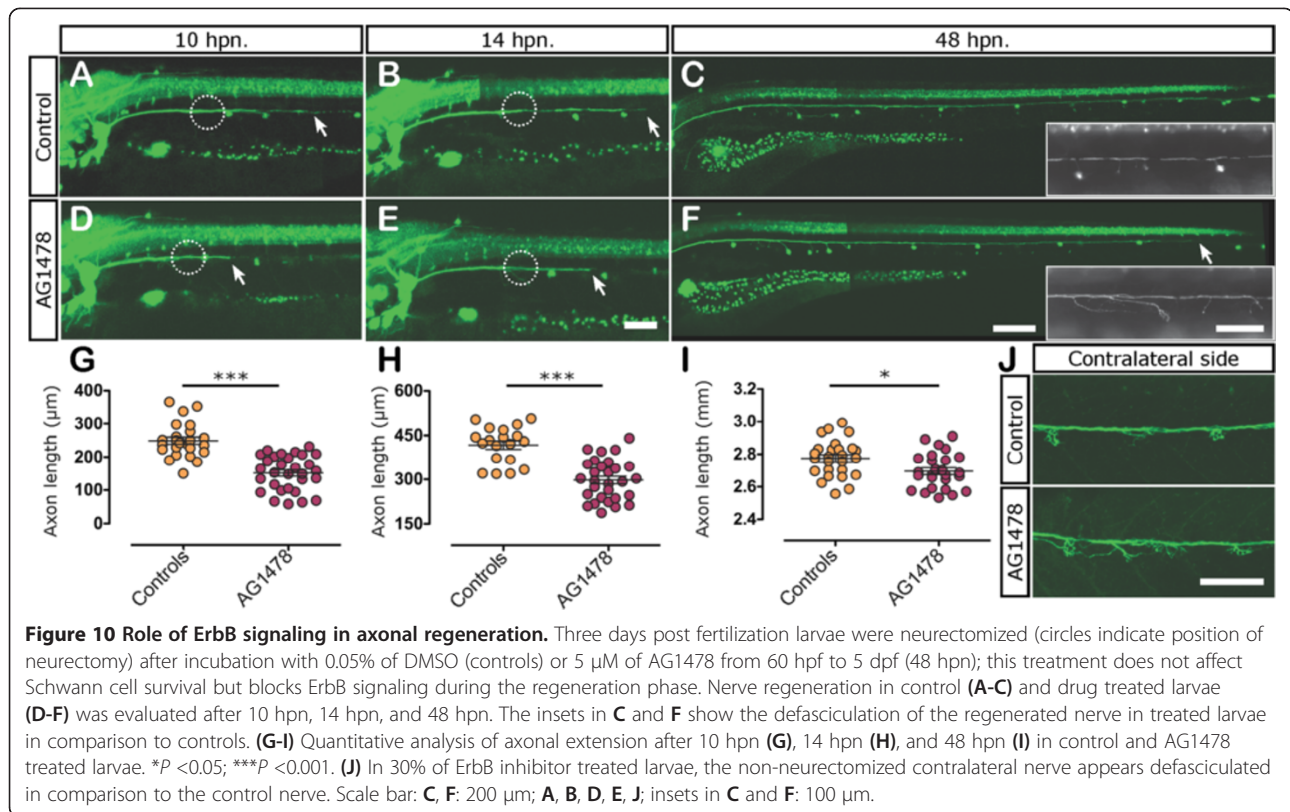 10 hpn.
14 hpn.
48 hpn.
Control
A
B
C
AG1478
D
E
F
G
Axon length (µm)
400
300
200
100
0
***
Controls
AG1478
H
Axon length (µm)
600
450
300
150
***
Controls
AG1478
I
Axon length (mm)
3.2
3.0
2.8
2.6
2.4
*
Controls
AG1478
J
Contralateral side
Control
AG1478
Figure 10 Role of ErbB signaling in axonal regeneration. Three days post fertilization larvae were neurectomized (circles indicate position of
neurectomy) after incubation with 0.05% of DMSO (controls) or 5 µM of AG1478 from 60 hpf to 5 dpf (48 hpn); this treatment does not affect
Schwann cell survival but blocks ErbB signaling during the regeneration phase. Nerve regeneration in control (A-C) and drug treated larvae
(D-F) was evaluated after 10 hpn, 14 hpn, and 48 hpn. The insets in C and F show the defasciculation of the regenerated nerve in treated larvae
in comparison to controls. (G-I) Quantitative analysis of axonal extension after 10 hpn (G), 14 hpn (H), and 48 hpn (I) in control and AG1478
treated larvae. *P <0.05; ***P <0.001. (J) In 30% of ErbB inhibitor treated larvae, the non-neurectomized contralateral nerve appears defasciculated
in comparison to the control nerve. Scale bar: C, F: 200 µm; A, B, D, E, J; insets in C and F: 100 µm.